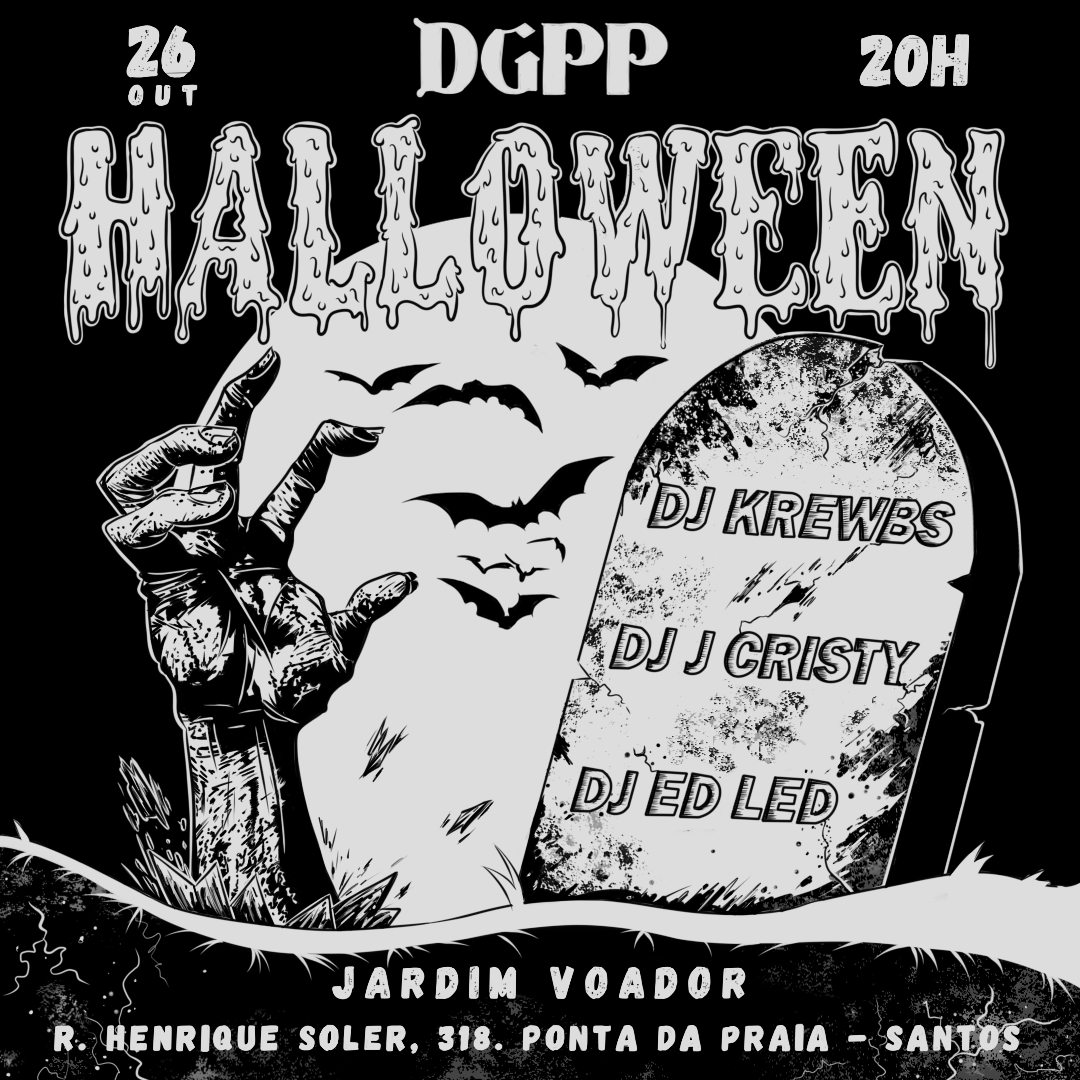 26
OUT
DGPP
20H
HALLOWEEN
DJ KREWBS
DJ J CRISTY
DJ ED LED
JARDIM VOADOR
R. HENRIQUE SOLER, 318. PONTA DA PRAIA - SANTOS